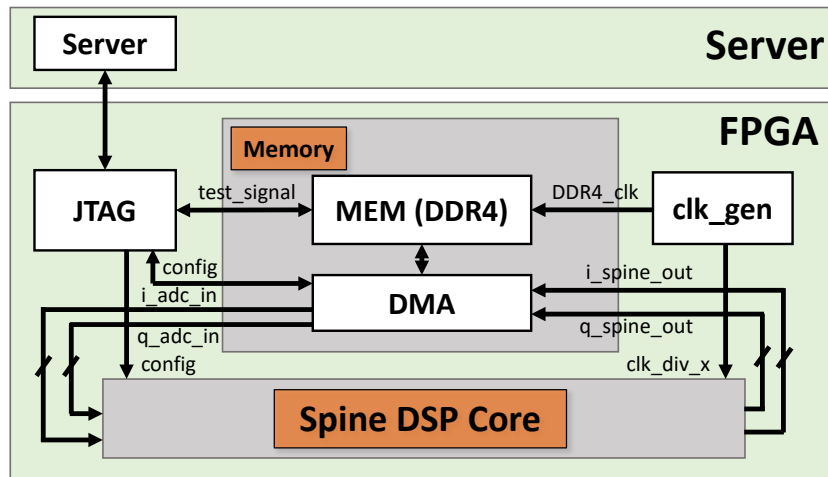 Server
Server
FPGA
Memory
test_signal
DDR4_clk
JTAG
MEM (DDR4)
clk_gen
config
i_adc_in
DMA
i_spine_out
q_adc_in
q_spine_out
config
clk_div_x
Spine DSP Core